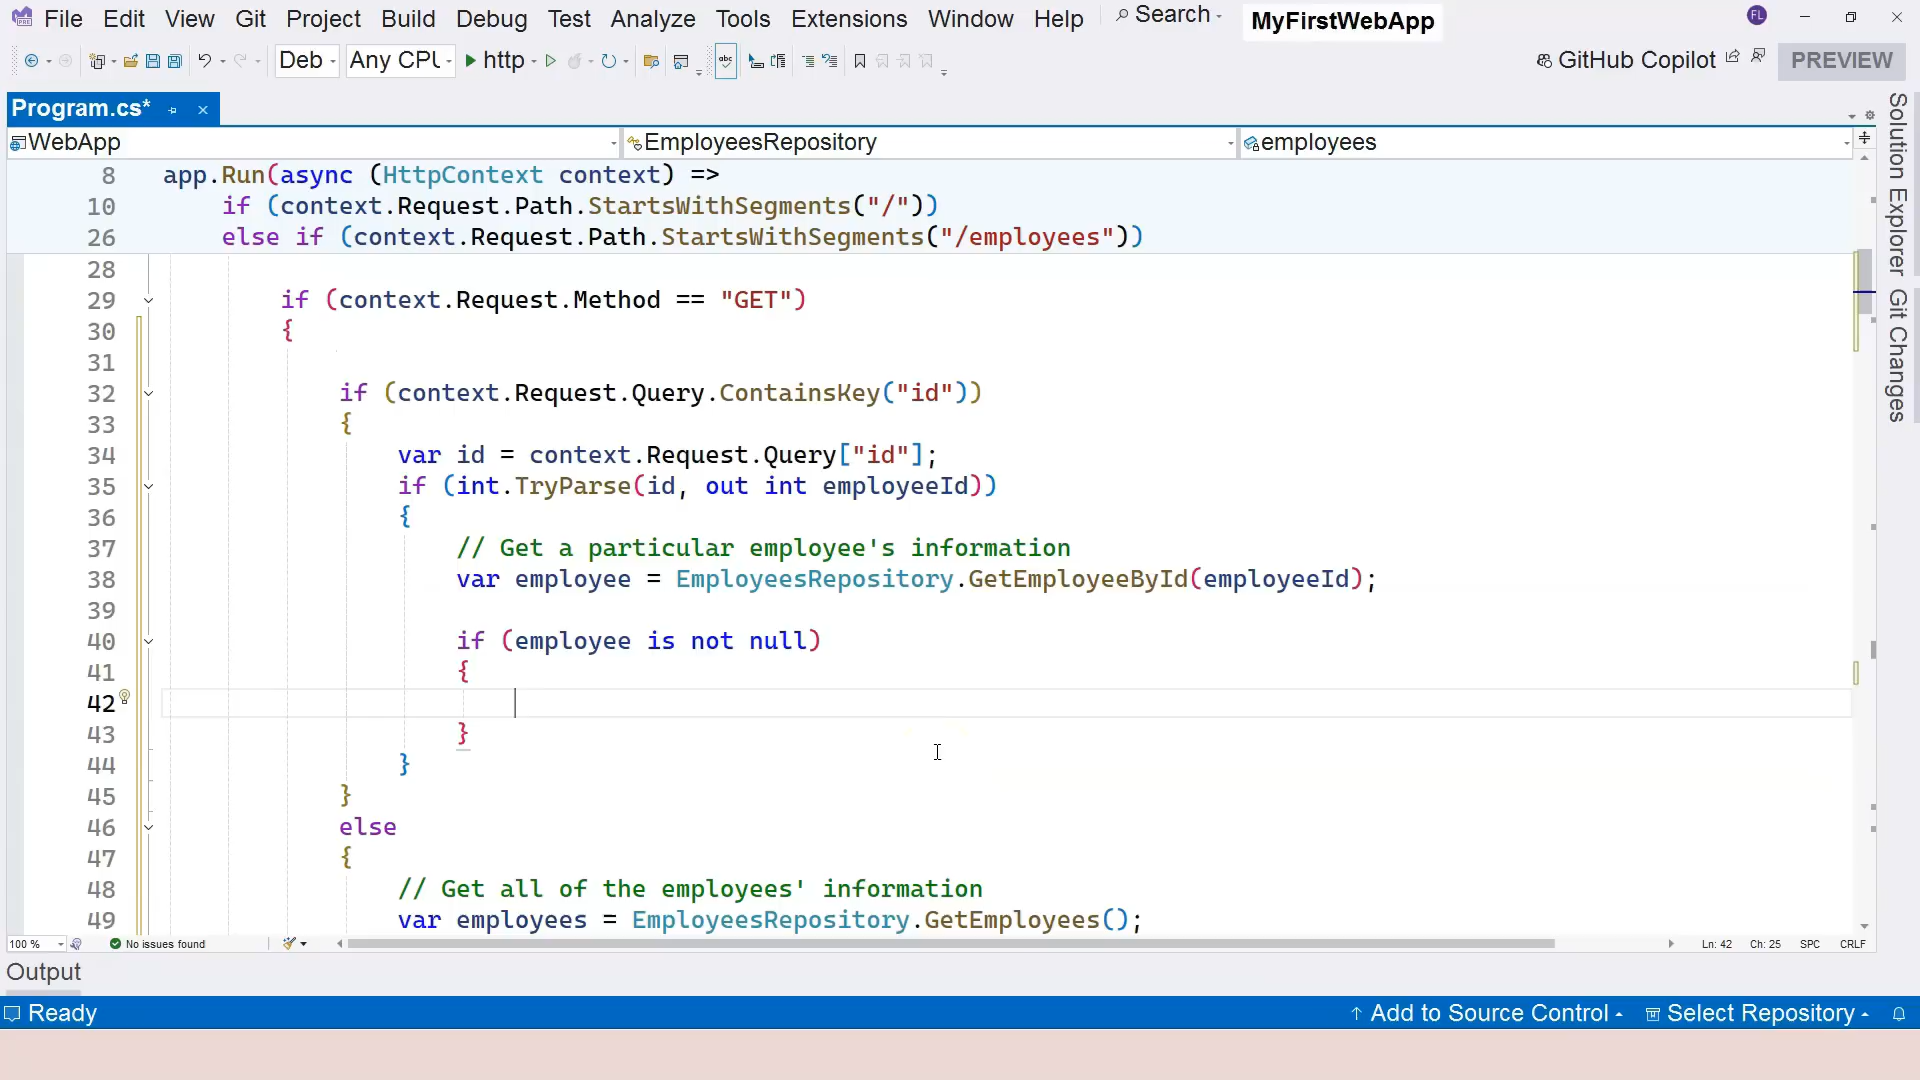 File Edit View Git Project Build Debug Test Analyze Tools Extensions Window Help Search MyFirstWebApp FL
Deb Any CPU http GitHub Copilot PREVIEW
Program.cs*
WebApp EmployeesRepository employees
8 app.Run(async (HttpContext context) =>
10 if (context.Request.Path.StartsWithSegments("/"))
26 else if (context.Request.Path.StartsWithSegments("/employees"))
28
29 if (context.Request.Method == "GET")
30 {
31
32 if (context.Request.Query.ContainsKey("id"))
33 {
34 var id = context.Request.Query["id"];
35 if (int.TryParse(id, out int employeeId))
36 {
37 // Get a particular employee's information
38 var employee = EmployeesRepository.GetEmployeeById(employeeId);
39
40 if (employee is not null)
41 {
42
43 }
44 }
45 }
46 else
47 {
48 // Get all of the employees' information
49 var employees = EmployeesRepository.GetEmployees();
Solution Explorer
Git Changes
100 % No issues found Ln: 42 Ch: 25 SPC CRLF
Output
Ready Add to Source Control Select Repository